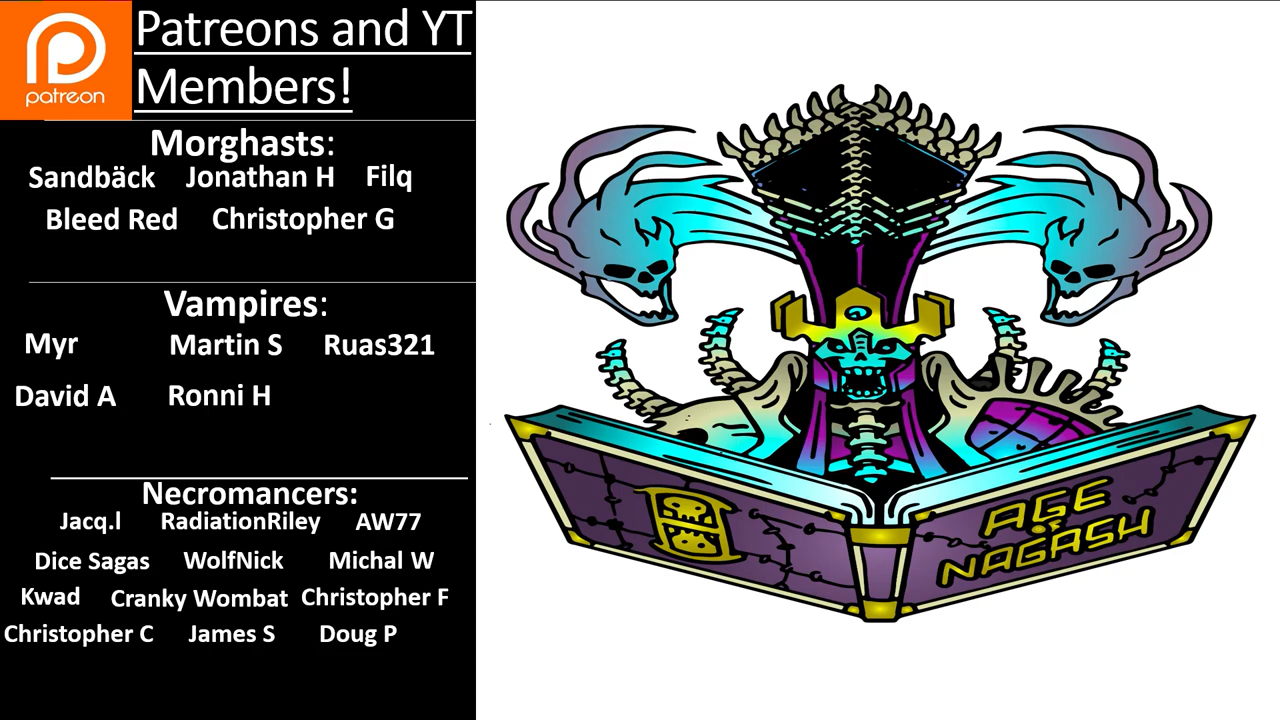 patreon
Patreons and YT
Members!
Morghasts:
Sandbäck Jonathan H Filq
Bleed Red Christopher G
Vampires:
Myr Martin S Ruas321
David A Ronni H
Necromancers:
Jacq.l RadiationRiley AW77
Dice Sagas WolfNick Michal W
Kwad Cranky Wombat Christopher F
Christopher C James S Doug P
AGE
OF
NAGASH